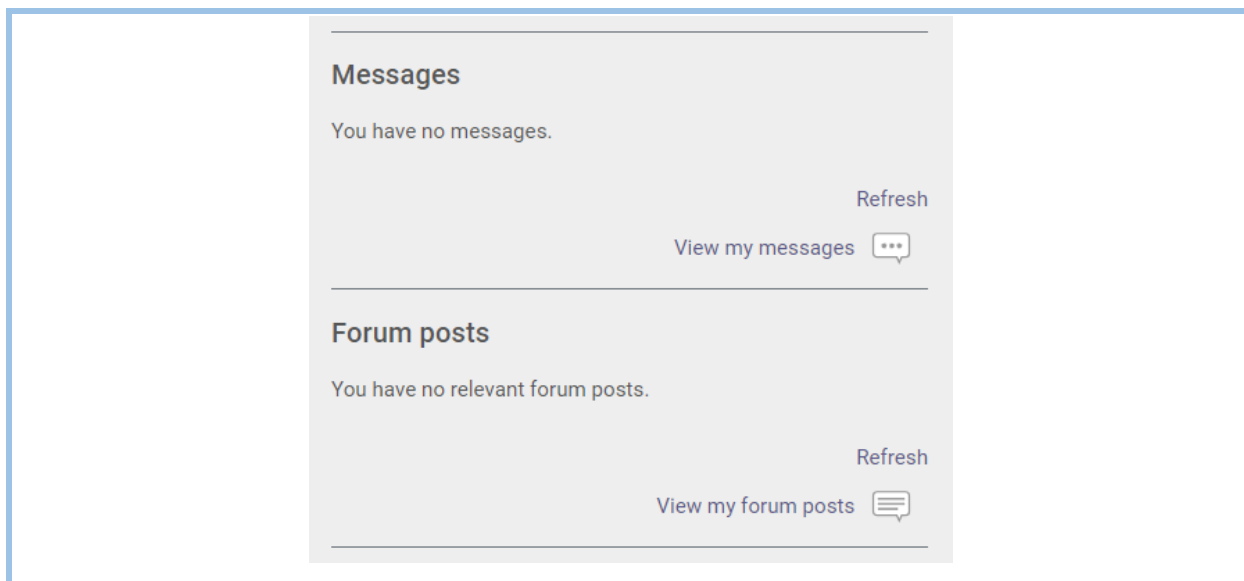 Messages
You have no messages.
Refresh
View my messages
Forum posts
You have no relevant forum posts.
Refresh
View my forum posts